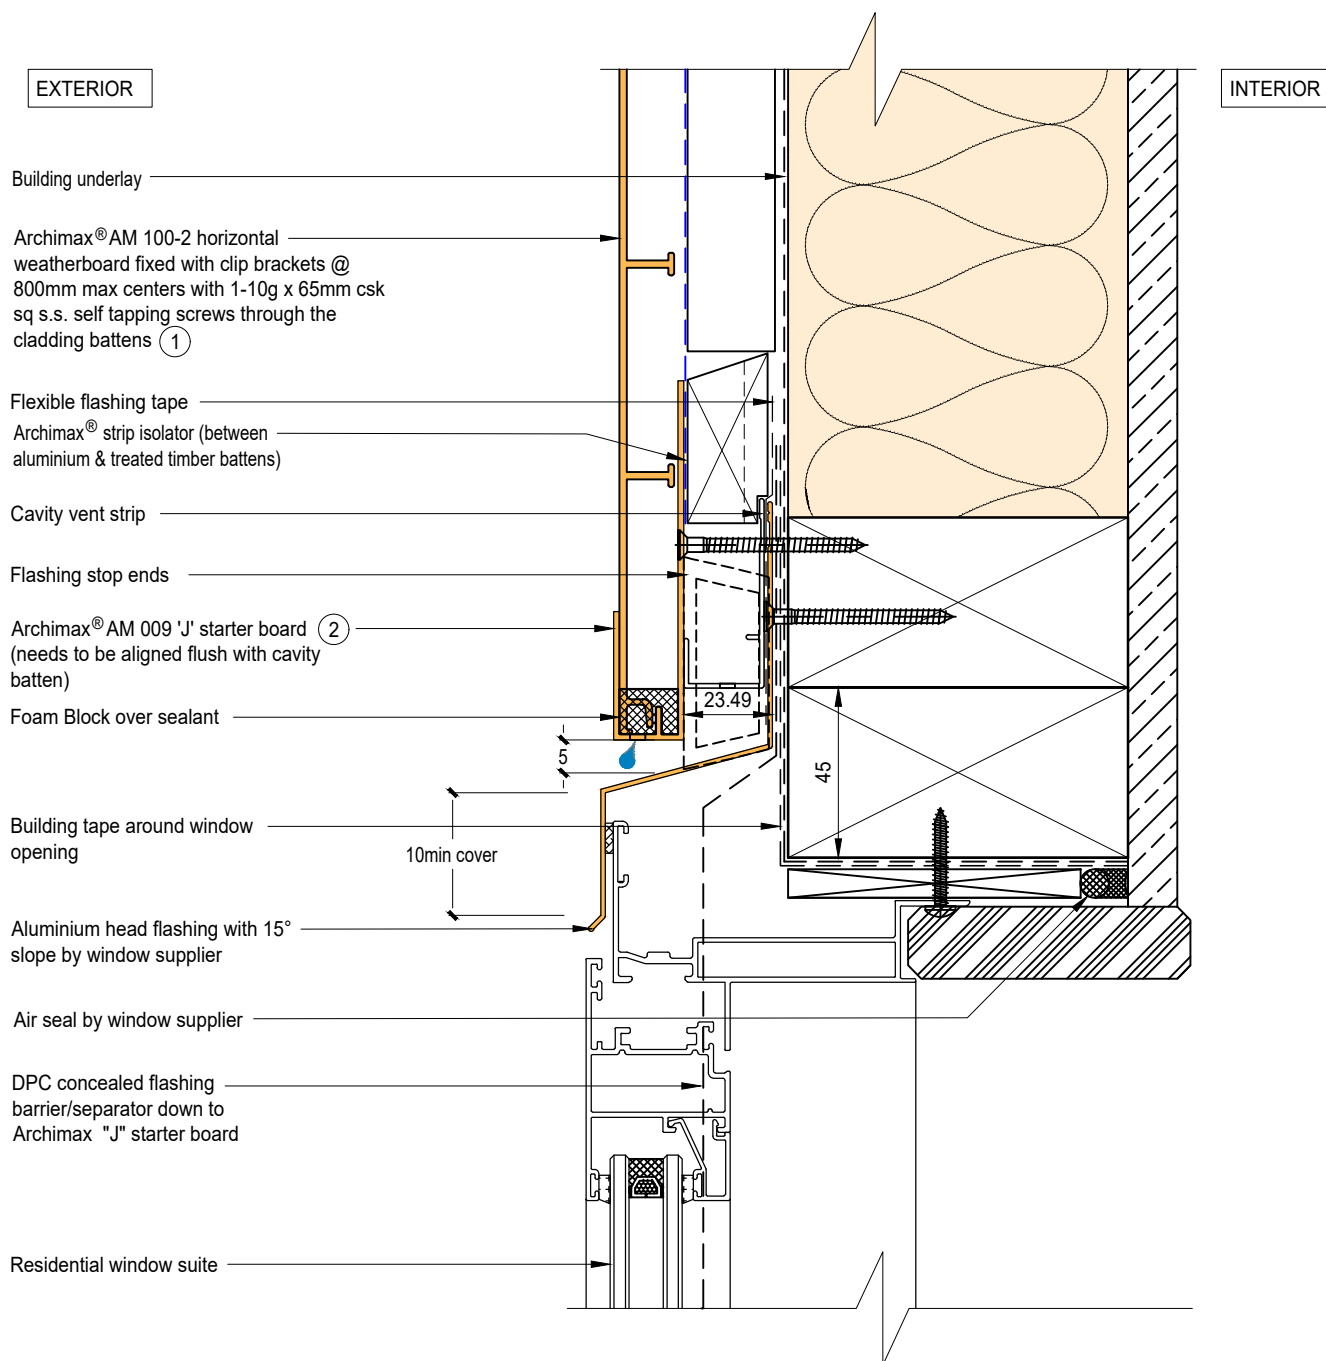 EXTERIOR
INTERIOR
Building underlay
Archimax® AM 100-2 horizontal
weatherboard fixed with clip brackets @
800mm max centers with 1-10g x 65mm csk
sq s.s. self tapping screws through the
cladding battens 1
Flexible flashing tape
Archimax® strip isolator (between
aluminium & treated timber battens)
Cavity vent strip
Flashing stop ends
Archimax® AM 009 'J' starter board 2
(needs to be aligned flush with cavity
batten)
Foam Block over sealant
23.49
5
45
Building tape around window
opening
10min cover
Aluminium head flashing with 15°
slope by window supplier
Air seal by window supplier
DPC concealed flashing
barrier/separator down to
Archimax "J" starter board
Residential window suite